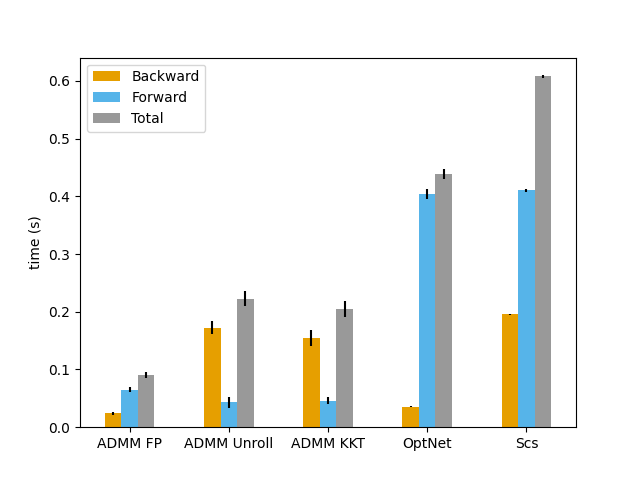 Backward
Forward
Total
time (s)
0.6
0.5
0.4
0.3
0.2
0.1
0.0
ADMM FP ADMM Unroll ADMM KKT OptNet Scs